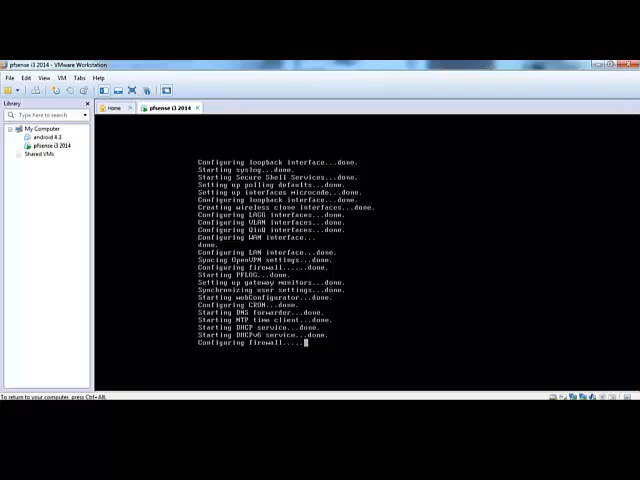 pfsense i3 2014 - VMware Workstation
File Edit View VM Tabs Help
Library
Type here to search
My Computer
android 4.3
pfsense i3 2014
Shared VMs
Home
pfsense i3 2014
Configuring loopback interface...done.
Starting syslog...done.
Starting Secure Shell Services...done.
Setting up polling defaults...done.
Setting up interfaces microcode...done.
Configuring loopback interface...done.
Creating wireless clone interfaces...done.
Configuring LAGG interfaces...done.
Configuring VLAN interfaces...done.
Configuring QinQ interfaces...done.
Configuring WAN interface...
done.
Configuring LAN interface...done.
Syncing OpenVPN settings...done.
Configuring firewall......done.
Starting PFLOG...done.
Setting up gateway monitors...done.
Synchronizing user settings...done.
Starting webConfigurator...done.
Configuring CRON...done.
Starting DNS forwarder...done.
Starting NTP time client...done.
Starting DHCP service...done.
Starting DHCPv6 service...done.
Configuring firewall.....
To return to your computer, press Ctrl+Alt.